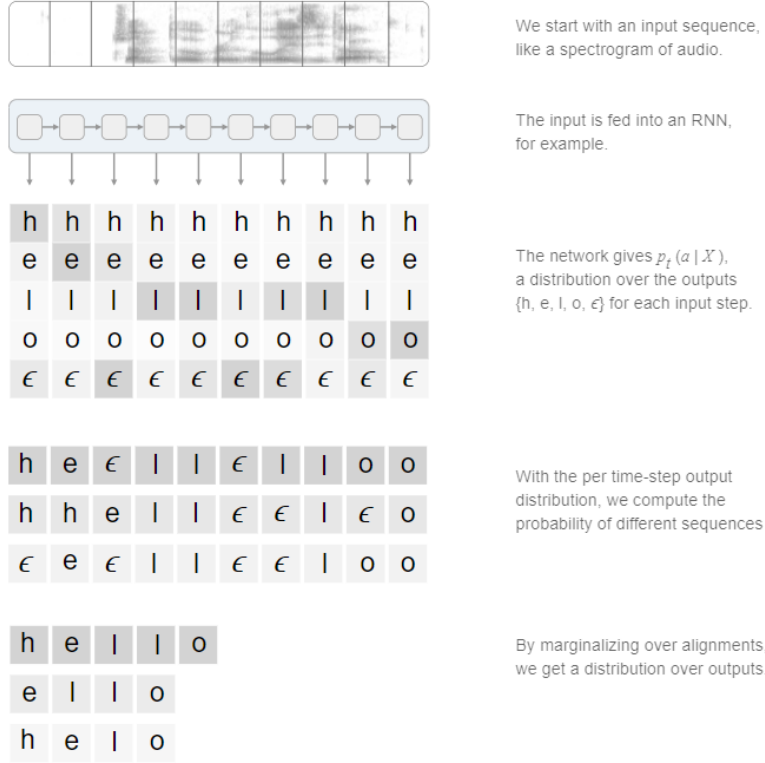 We start with an input sequence,
like a spectrogram of audio.
The input is fed into an RNN,
for example.
h h h h h h h h h h
e e e e e e e e e e
l l l l l l l l l l
o o o o o o o o o o
ϵ ϵ ϵ ϵ ϵ ϵ ϵ ϵ ϵ ϵ
The network gives pₜ (a | X),
a distribution over the outputs
{h, e, l, o, ϵ} for each input step.
h e ϵ l l ϵ l l o o
h h e l l ϵ ϵ l ϵ o
ϵ e ϵ l l ϵ ϵ l o o
With the per time-step output
distribution, we compute the
probability of different sequences
h e l l o
e l l o
h e l o
By marginalizing over alignments
we get a distribution over outputs